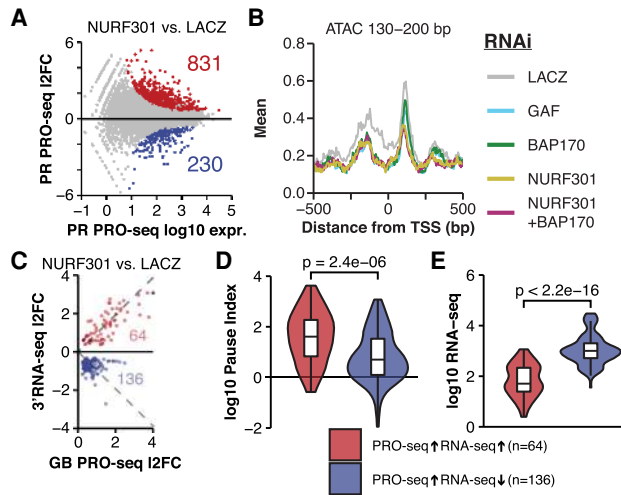 A
NURF301 vs. LACZ
PR PRO-seq l2FC
6
0
−6
831
230
−1 0 1 2 3 4 5
PR PRO-seq log10 expr.
B
ATAC 130−200 bp
Mean
0.8
0.6
0.4
0.2
0.0
−500 0 500
Distance from TSS (bp)
RNAi
LACZ
GAF
BAP170
NURF301
NURF301
+BAP170
C
NURF301 vs. LACZ
3'RNA-seq l2FC
4
2
0
−2
−4
64
136
0 2 4
GB PRO-seq l2FC
D
p = 2.4e−06
log10 Pause Index
4
2
0
−2
E
p < 2.2e−16
log10 RNA−seq
6
4
2
0
PRO-seq↑RNA-seq↑(n=64)
PRO-seq↑RNA-seq↓(n=136)